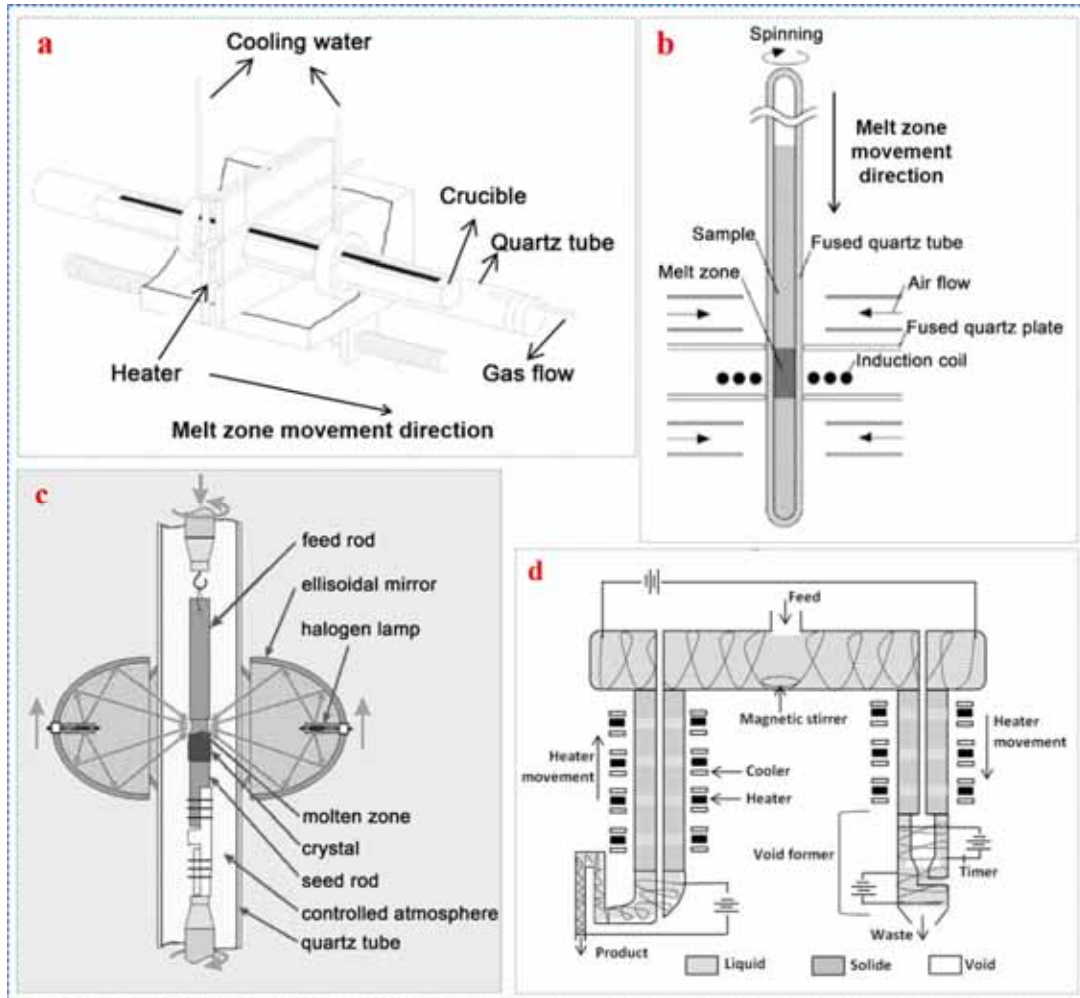 a
Cooling water
Crucible
Quartz tube
Heater
Gas flow
Melt zone movement direction
b
Spinning
Melt zone
movement
direction
Sample
Fused quartz tube
Melt zone
Air flow
Fused quartz plate
Induction coil
c
feed rod
ellisoidal mirror
halogen lamp
molten zone
crystal
seed rod
controlled atmosphere
quartz tube
d
Feed
Magnetic stirrer
Heater
movement
Heater
movement
Cooler
Heater
Void former
Timer
Product
Waste
Liquid
Solide
Void